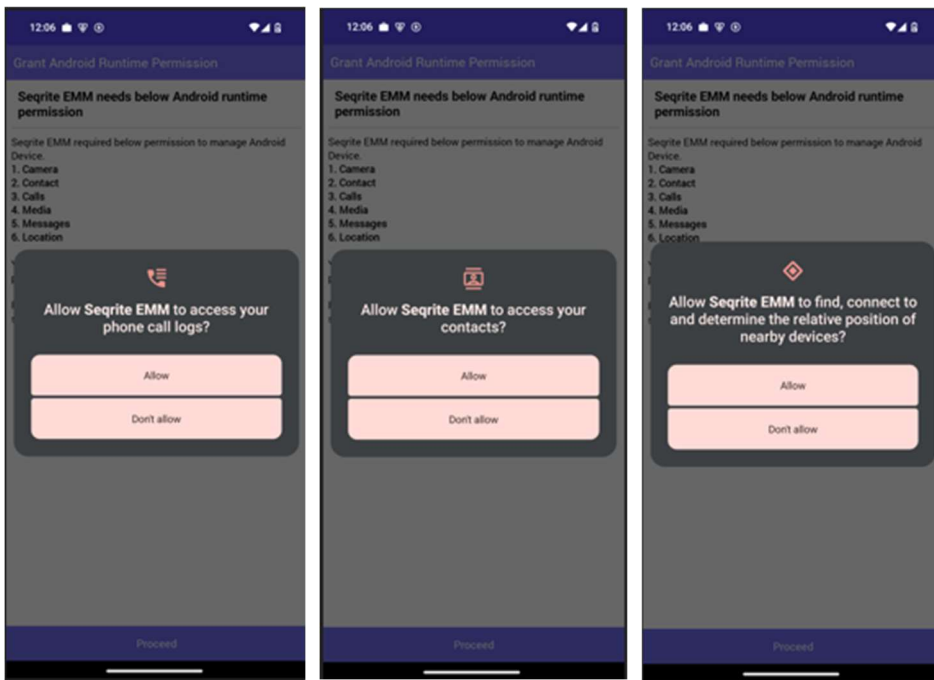 12:06
Grant Android Runtime Permission
Seqrite EMM needs below Android runtime
permission
Seqrite EMM required below permission to manage Android
Device.
1. Camera
2. Contact
3. Calls
4. Media
5. Messages
6. Location
Allow Seqrite EMM to access your
phone call logs?
Allow
Don't allow
Proceed
12:06
Grant Android Runtime Permission
Seqrite EMM needs below Android runtime
permission
Seqrite EMM required below permission to manage Android
Device.
1. Camera
2. Contact
3. Calls
4. Media
5. Messages
6. Location
Allow Seqrite EMM to access your
contacts?
Allow
Don't allow
Proceed
12:06
Grant Android Runtime Permission
Seqrite EMM needs below Android runtime
permission
Seqrite EMM required below permission to manage Android
Device.
1. Camera
2. Contact
3. Calls
4. Media
5. Messages
6. Location
Allow Seqrite EMM to find, connect to
and determine the relative position of
nearby devices?
Allow
Don't allow
Proceed